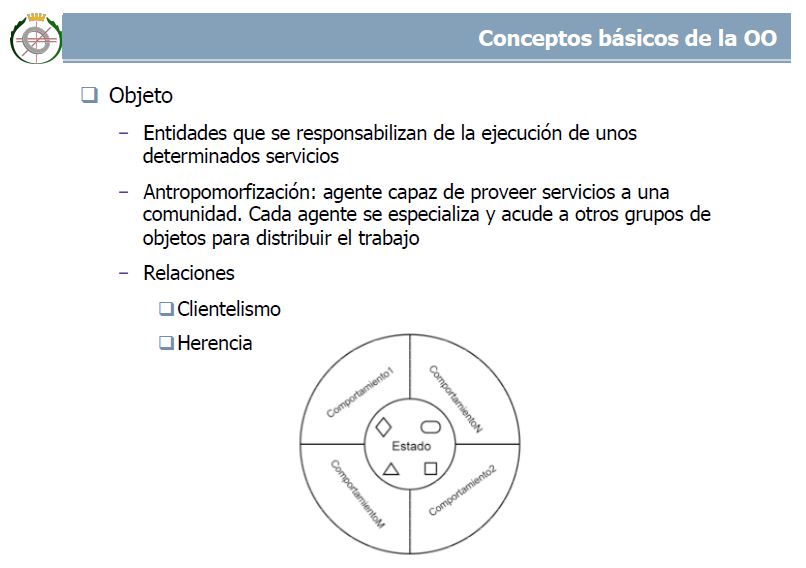 Conceptos básicos de la OO
Objeto
– Entidades que se responsabilizan de la ejecución de unos
determinados servicios
– Antropomorfización: agente capaz de proveer servicios a una
comunidad. Cada agente se especializa y acude a otros grupos de
objetos para distribuir el trabajo
– Relaciones
Clientelismo
Herencia
Comportamiento1
ComportamientoN
Estado
ComportamientoM
Comportamiento2